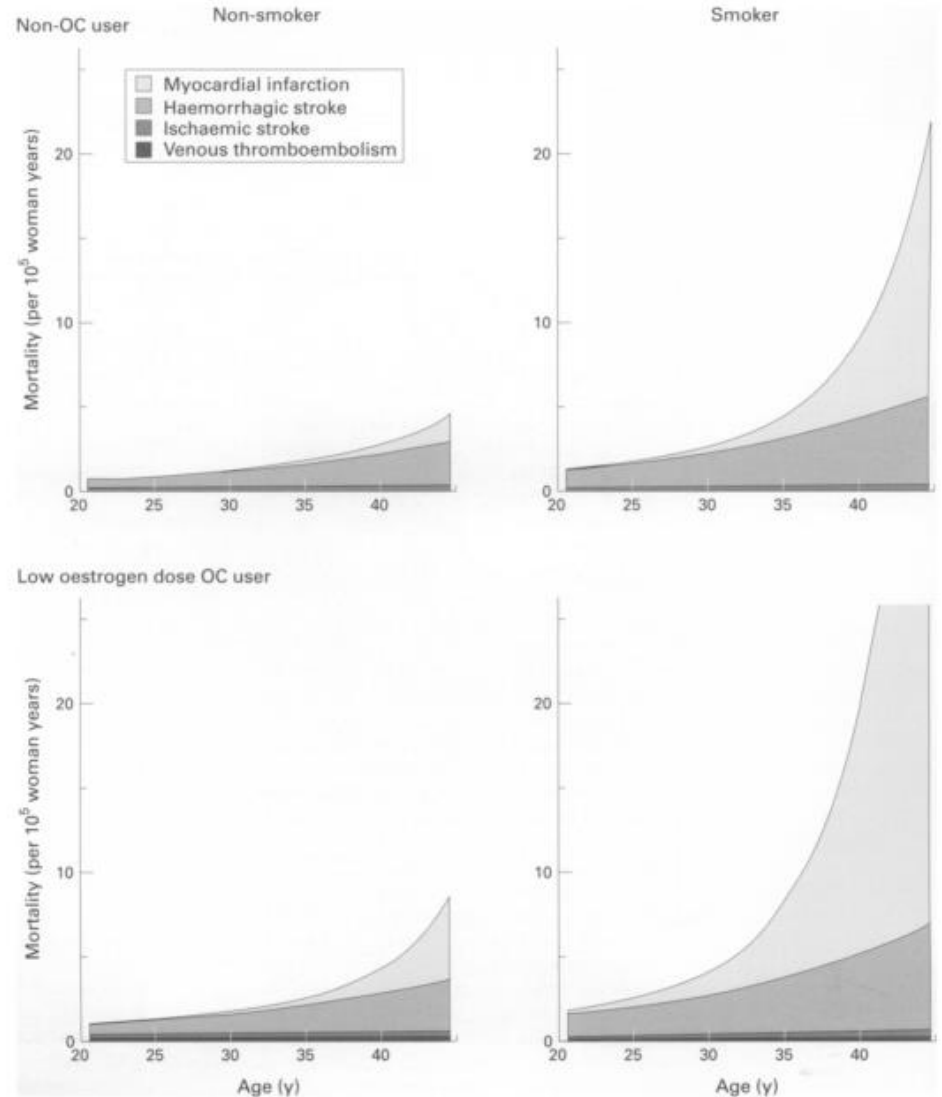 Non-OC user
Non-smoker
Smoker
Myocardial infarction
Haemorrhagic stroke
Ischaemic stroke
Venous thromboembolism
Mortality (per 10⁵ woman years)
20
10
0
20 25 30 35 40
20
10
0
20 25 30 35 40
Low oestrogen dose OC user
Mortality (per 10⁵ woman years)
20
10
0
20 25 30 35 40
Age (y)
20
10
0
20 25 30 35 40
Age (y)